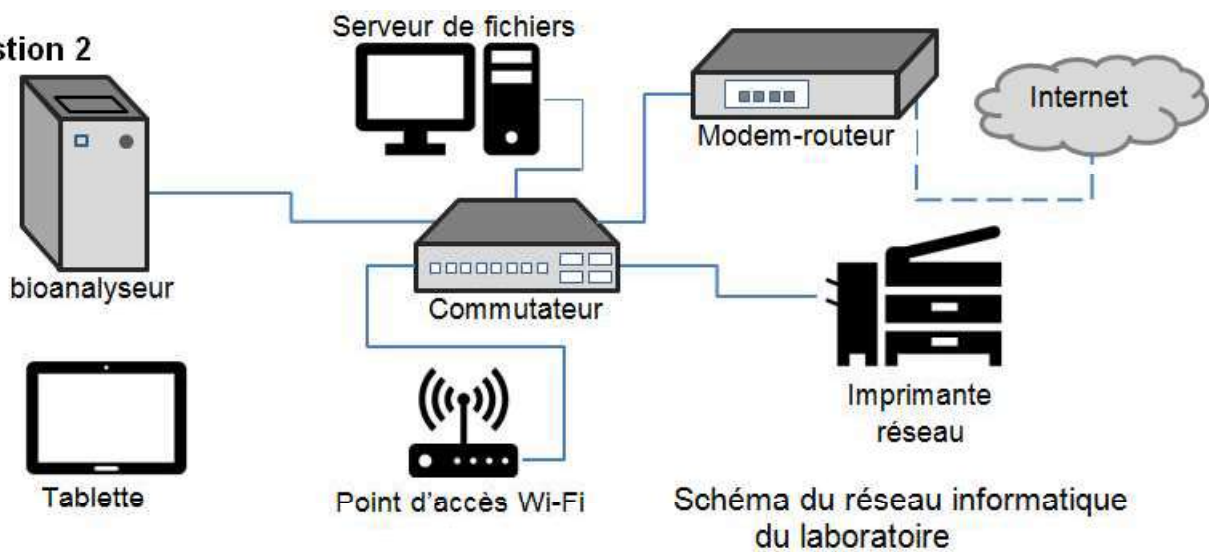 stion 2
Serveur de fichiers
Internet
Modem-routeur
bioanalyseur
Commutateur
Imprimante
réseau
Tablette
Point d'accès Wi-Fi
Schéma du réseau informatique
du laboratoire